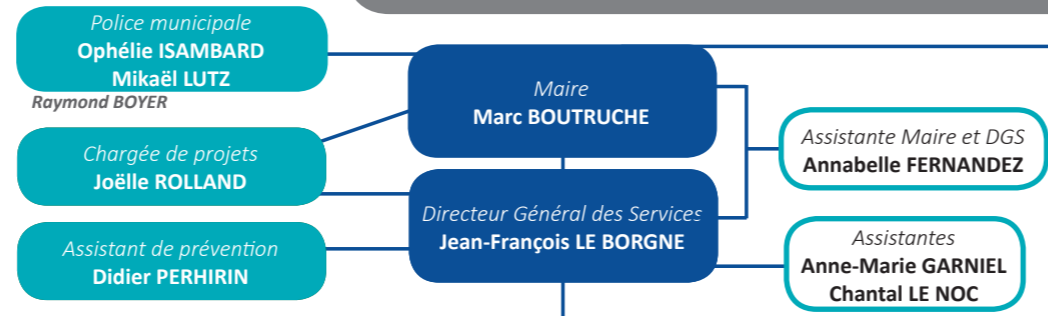 Police municipale
Ophélie ISAMBARD
Mikaël LUTZ
Raymond BOYER
Chargée de projets
Joëlle ROLLAND
Assistant de prévention
Didier PERHIRIN
Maire
Marc BOUTRUCHE
Directeur Général des Services
Jean-François LE BORGNE
Assistante Maire et DGS
Annabelle FERNANDEZ
Assistantes
Anne-Marie GARNIEL
Chantal LE NOC